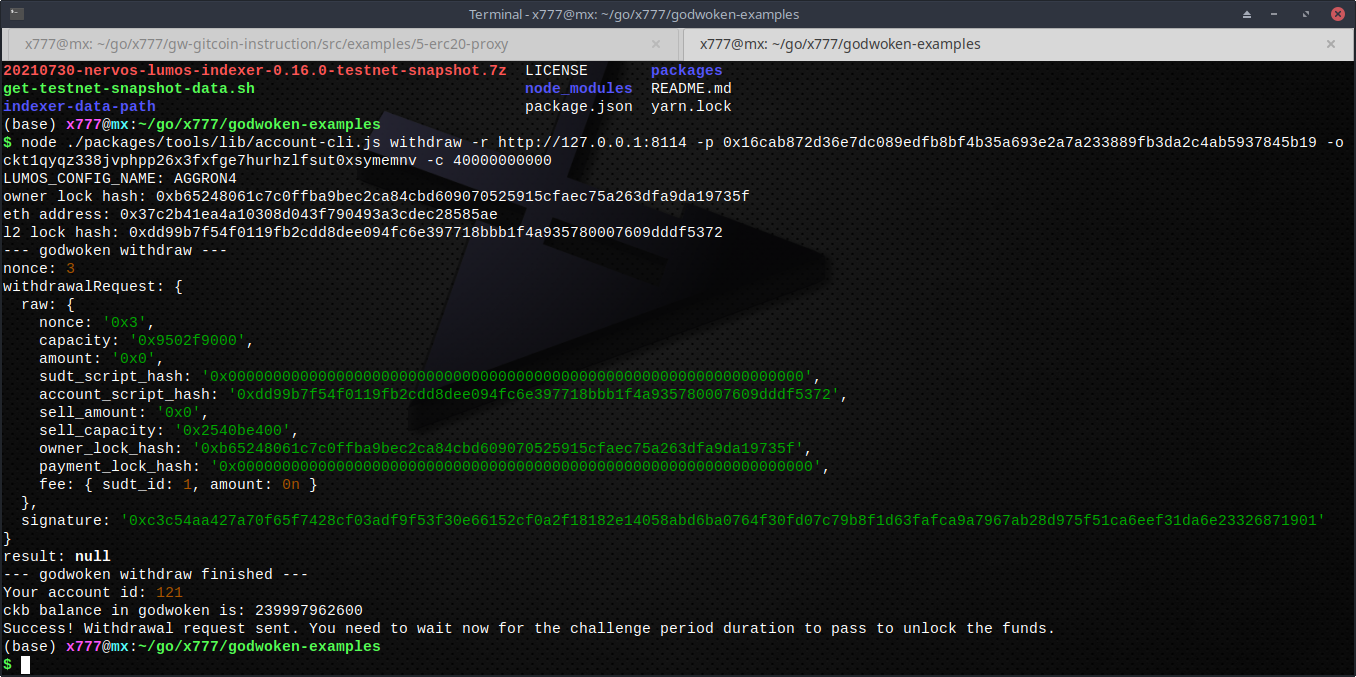 Terminal - x777@mx: ~/go/x777/godwoken-examples
x777@mx: ~/go/x777/gw-gitcoin-instruction/src/examples/5-erc20-proxy
x777@mx: ~/go/x777/godwoken-examples
20210730-nervos-lumos-indexer-0.16.0-testnet-snapshot.7z LICENSE packages
get-testnet-snapshot-data.sh node_modules README.md
indexer-data-path package.json yarn.lock
(base) x777@mx:~/go/x777/godwoken-examples
$ node ./packages/tools/lib/account-cli.js withdraw -r http://127.0.0.1:8114 -p 0x16cab872d36e7dc089edfb8bf4b35a693e2a7a233889fb3da2c4ab5937845b19 -o
ckt1qyqz338jvphpp26x3fxfge7hurhzlfsut0xsymemnv -c 40000000000
LUMOS_CONFIG_NAME: AGGRON4
owner lock hash: 0xb65248061c7c0ffba9bec2ca84cbd609070525915cfaec75a263dfa9da19735f
eth address: 0x37c2b41ea4a10308d043f790493a3cdec28585ae
l2 lock hash: 0xdd99b7f54f0119fb2cdd8dee094fc6e397718bbb1f4a935780007609dddf5372
--- godwoken withdraw ---
nonce: 3
withdrawalRequest: {
raw: {
nonce: '0x3',
capacity: '0x9502f9000',
amount: '0x0',
sudt_script_hash: '0x0000000000000000000000000000000000000000000000000000000000000000',
account_script_hash: '0xdd99b7f54f0119fb2cdd8dee094fc6e397718bbb1f4a935780007609dddf5372',
sell_amount: '0x0',
sell_capacity: '0x2540be400',
owner_lock_hash: '0xb65248061c7c0ffba9bec2ca84cbd609070525915cfaec75a263dfa9da19735f',
payment_lock_hash: '0x0000000000000000000000000000000000000000000000000000000000000000',
fee: { sudt_id: 1, amount: 0n }
},
signature: '0xc3c54aa427a70f65f7428cf03adf9f53f30e66152cf0a2f18182e14058abd6ba0764f30fd07c79b8f1d63fafca9a7967ab28d975f51ca6eef31da6e23326871901'
}
result: null
--- godwoken withdraw finished ---
Your account id: 121
ckb balance in godwoken is: 239997962600
Success! Withdrawal request sent. You need to wait now for the challenge period duration to pass to unlock the funds.
(base) x777@mx:~/go/x777/godwoken-examples
$